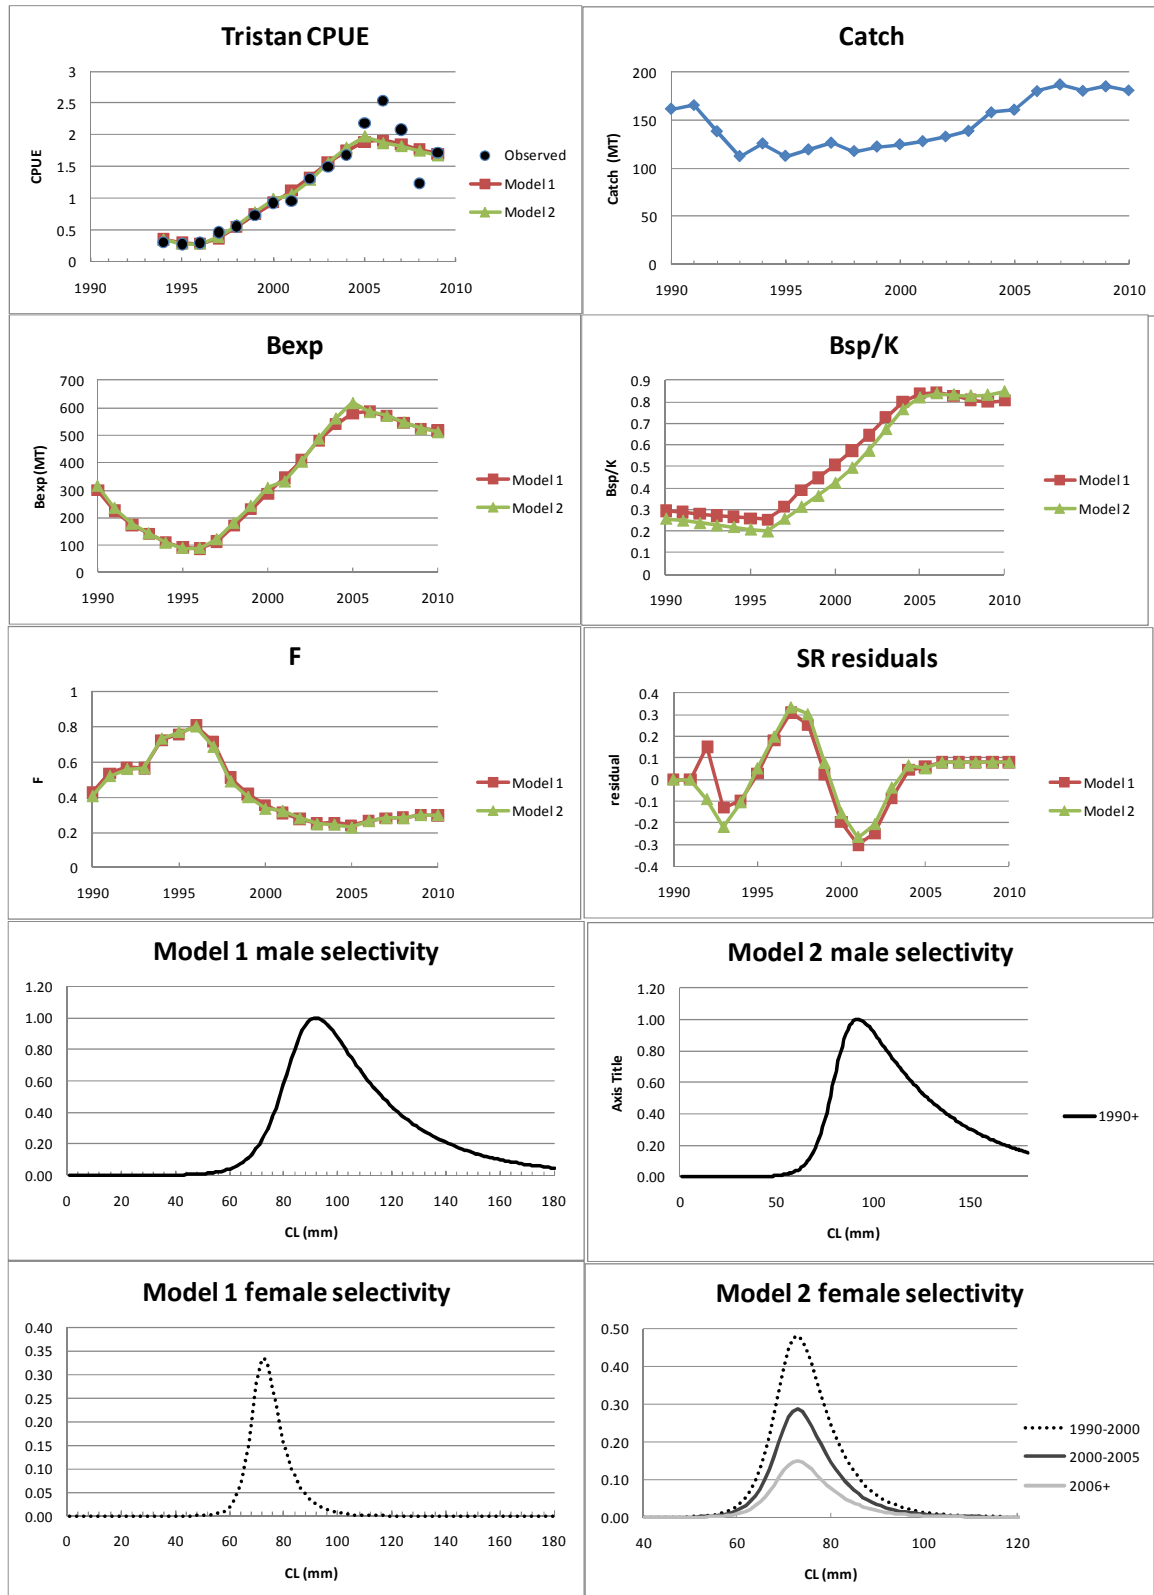 Tristan CPUE
3
2.5
2
1.5
1
0.5
0
CPUE
1990 1995 2000 2005 2010
Observed
Model 1
Model 2
Catch
200
150
100
50
0
Catch (MT)
1990 1995 2000 2005 2010
Bexp
700
600
500
400
300
200
100
0
Bexp (MT)
1990 1995 2000 2005 2010
Model 1
Model 2
Bsp/K
0.9
0.8
0.7
0.6
0.5
0.4
0.3
0.2
0.1
0
Bsp/K
1990 1995 2000 2005 2010
Model 1
Model 2
F
1
0.8
0.6
0.4
0.2
0
F
1990 1995 2000 2005 2010
Model 1
Model 2
SR residuals
0.4
0.3
0.2
0.1
0
-0.1
-0.2
-0.3
-0.4
residual
1990 1995 2000 2005 2010
Model 1
Model 2
Model 1 male selectivity
1.20
1.00
0.80
0.60
0.40
0.20
0.00
0 20 40 60 80 100 120 140 160 180
CL (mm)
Model 2 male selectivity
1.20
1.00
0.80
0.60
0.40
0.20
0.00
Axis Title
0 50 100 150
CL (mm)
1990+
Model 1 female selectivity
0.40
0.35
0.30
0.25
0.20
0.15
0.10
0.05
0.00
0 20 40 60 80 100 120 140 160 180
CL (mm)
Model 2 female selectivity
0.50
0.40
0.30
0.20
0.10
0.00
40 60 80 100 120
CL (mm)
1990-2000
2000-2005
2006+